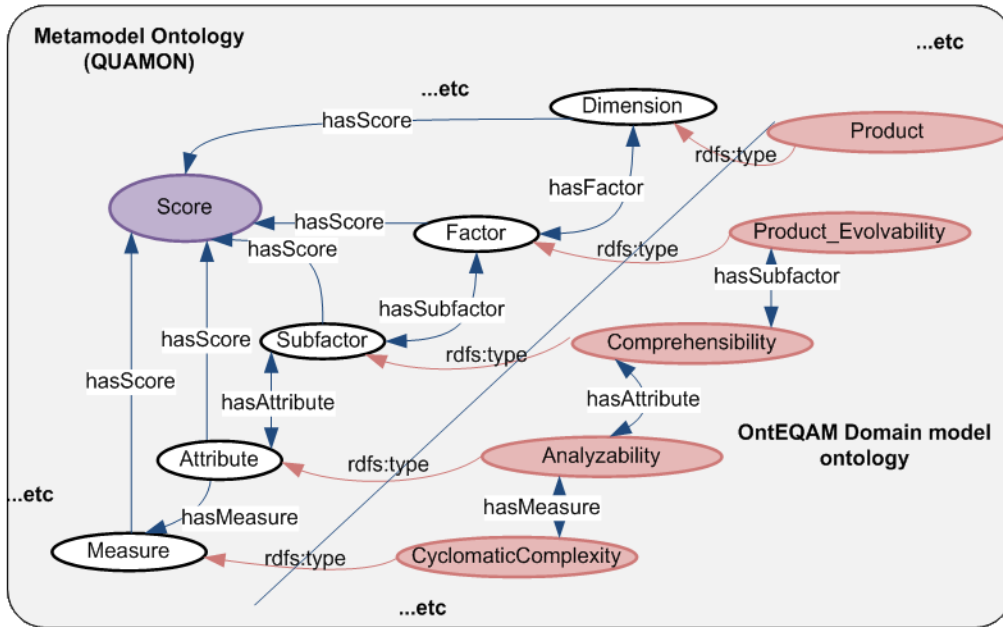 Metamodel Ontology
(QUAMON)
...etc
...etc
Dimension
hasScore
Product
rdfs:type
hasFactor
Score
hasScore
Factor
Product_Evolvability
hasScore
rdfs:type
hasSubfactor
hasSubfactor
hasScore
Subfactor
Comprehensibility
rdfs:type
hasScore
hasAttribute
hasAttribute
OntEQAM Domain model
ontology
Attribute
rdfs:type
Analyzability
...etc
hasMeasure
hasMeasure
Measure
rdfs:type
CyclomaticComplexity
...etc